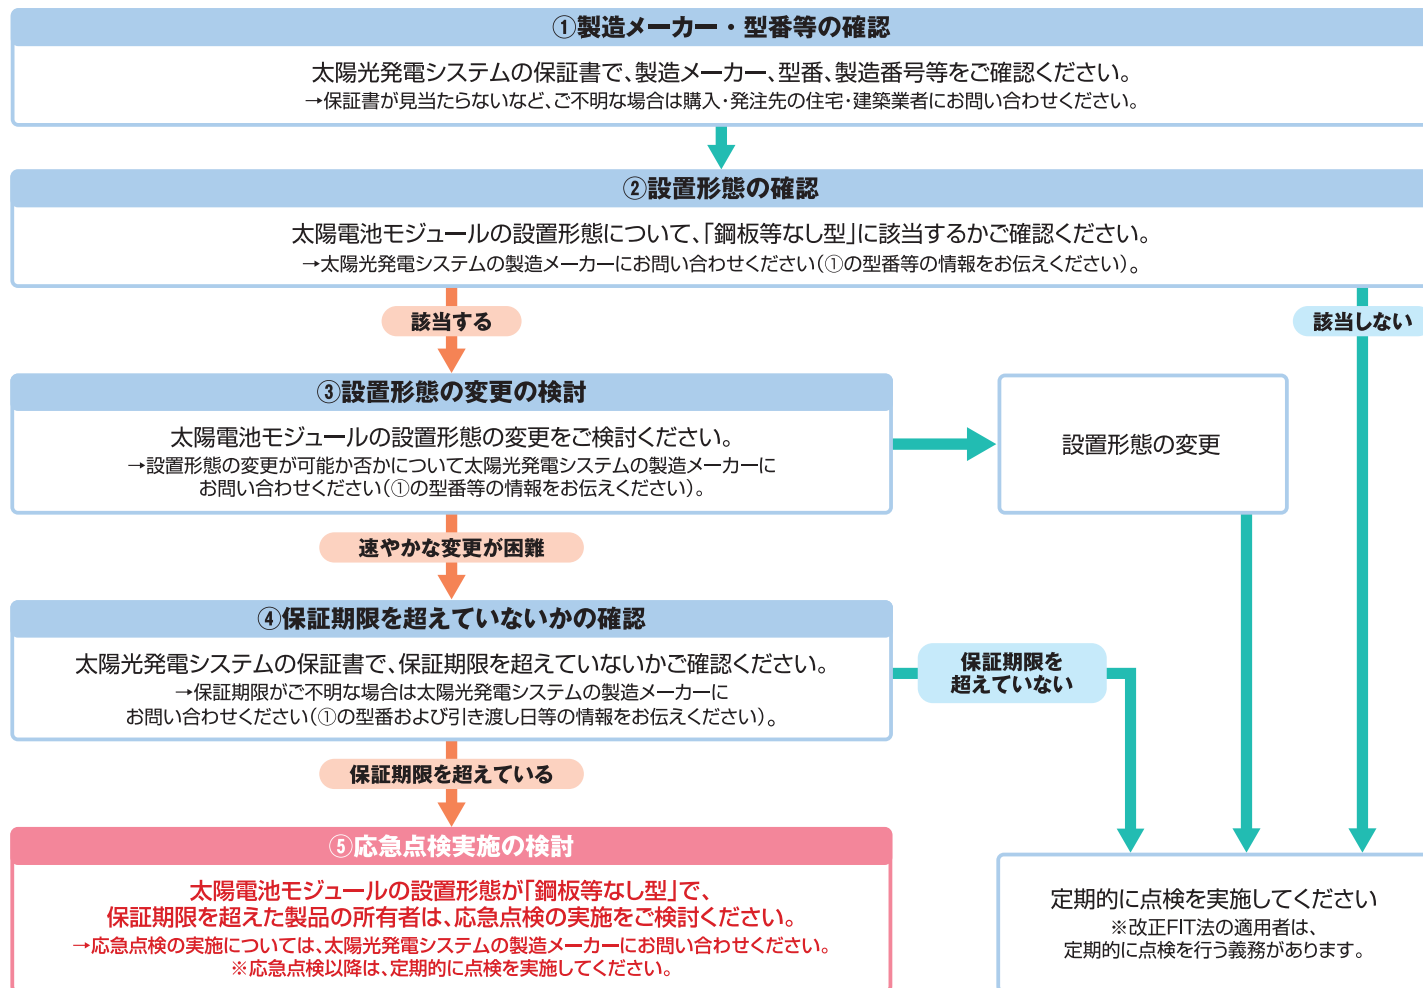 ①製造メーカー・型番等の確認
太陽光発電システムの保証書で、製造メーカー、型番、製造番号等をご確認ください。
→保証書が見当たらないなど、ご不明な場合は購入・発注先の住宅・建築業者にお問い合わせください。
②設置形態の確認
太陽電池モジュールの設置形態について、「鋼板等なし型」に該当するかご確認ください。
→太陽光発電システムの製造メーカーにお問い合わせください（①の型番等の情報をお伝えください）。
該当する
該当しない
③設置形態の変更の検討
太陽電池モジュールの設置形態の変更をご検討ください。
→設置形態の変更が可能か否かについて太陽光発電システムの製造メーカーに
お問い合わせください（①の型番等の情報をお伝えください）。
設置形態の変更
速やかな変更が困難
④保証期限を超えていないかの確認
太陽光発電システムの保証書で、保証期限を超えていないかご確認ください。
→保証期限がご不明な場合は太陽光発電システムの製造メーカーに
お問い合わせください（①の型番および引き渡し日等の情報をお伝えください）。
保証期限を
超えていない
保証期限を超えている
⑤応急点検実施の検討
太陽電池モジュールの設置形態が「鋼板等なし型」で、
保証期限を超えた製品の所有者は、応急点検の実施をご検討ください。
→応急点検の実施については、太陽光発電システムの製造メーカーにお問い合わせください。
※応急点検以降は、定期的に点検を実施してください。
定期的に点検を実施してください
※改正FIT法の適用者は、
定期的に点検を行う義務があります。